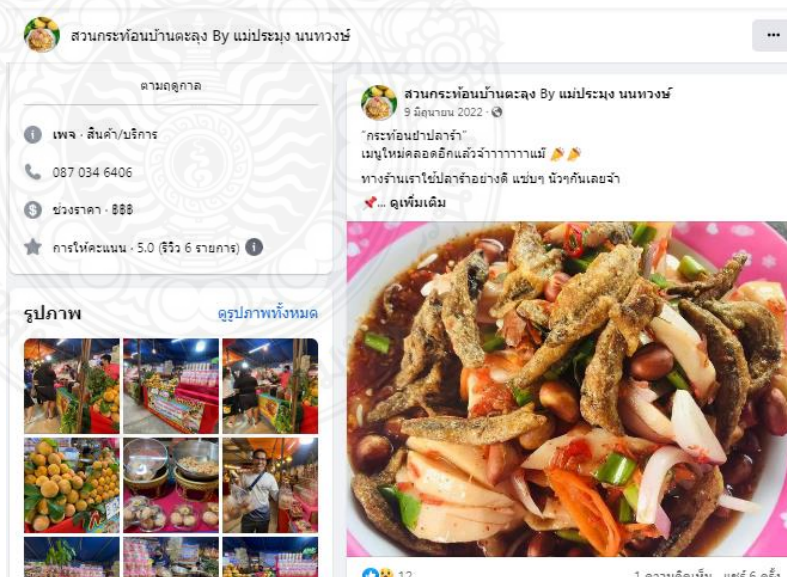 สวนกระท้อนบ้านตะลุง By แม่ประมุง นนทวงษ์
ตามฤดูกาล
เพจ · สินค้า/บริการ
087 034 6406
ช่วงราคา · ฿฿฿
การให้คะแนน · 5.0 (รีวิว 6 รายการ)
รูปภาพ
ดูรูปภาพทั้งหมด
สวนกระท้อนบ้านตะลุง By แม่ประมุง นนทวงษ์
9 มิถุนายน 2022 ·
"กระท้อนยำปลาร้า"
เมนูใหม่คลอดอีกแล้วจ้าาาาาาาแม้
ทางร้านเราใช้ปลาร้าอย่างดี แซ่บๆ นัวๆกันเลยจ้า
... ดูเพิ่มเติม
12
1 ความคิดเห็น แชร์ 6 ครั้ง